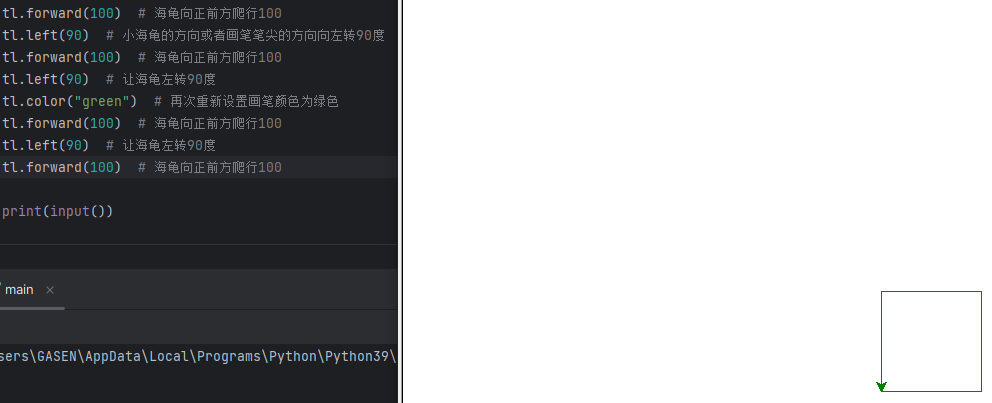 tl.forward(100)  # 海龟向正前方爬行100
tl.left(90)  # 小海龟的方向或者画笔笔尖的方向向左转90度
tl.forward(100)  # 海龟向正前方爬行100
tl.left(90)  # 让海龟左转90度
tl.color("green")  # 再次重新设置画笔颜色为绿色
tl.forward(100)  # 海龟向正前方爬行100
tl.left(90)  # 让海龟左转90度
tl.forward(100)  # 海龟向正前方爬行100
print(input())
main ×
sers\GASEN\AppData\Local\Programs\Python\Python39\